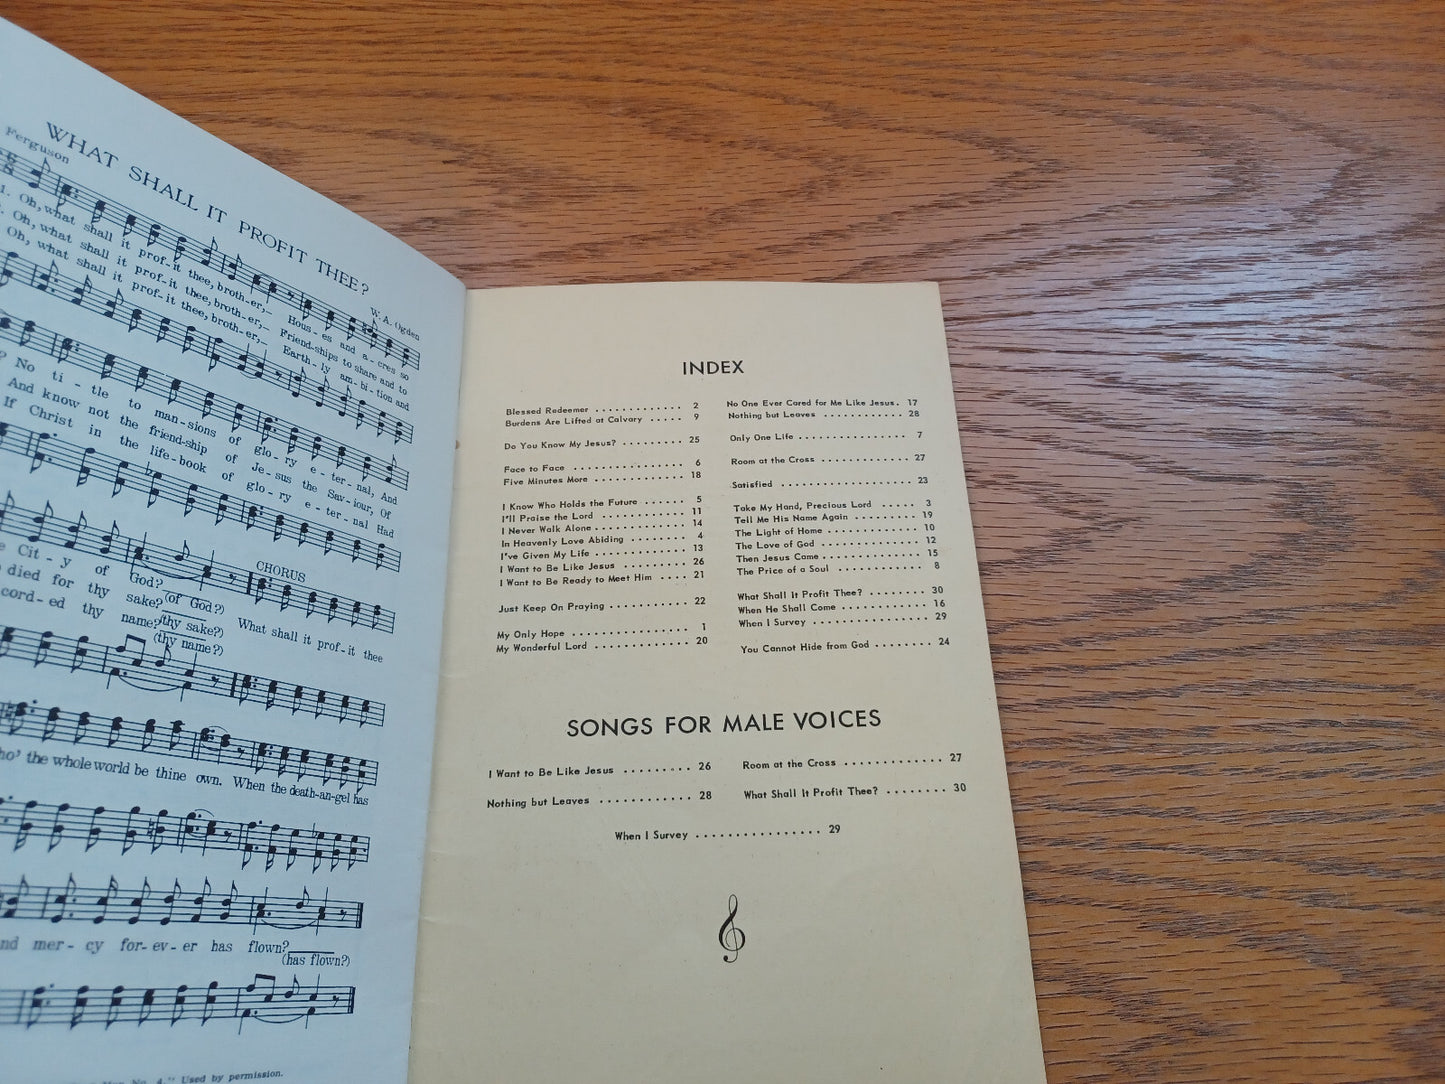 WHAT SHALL IT PROFIT THEE?
Ferguson
W. A. Ogden
1. Oh, what shall it prof-it thee, broth-er,— Hous-es and a-cres so
Oh, what shall it prof-it thee, broth-er,— Friend-ships to share and to
Oh, what shall it prof-it thee, broth-er,— Earth-ly am-bi-tion and
? No ti-tle to man-sions of glo-ry e-ter-nal, And
And know not the friend-ship of Je-sus the Sav-iour, Of
If Christ in the life-book of glo-ry e-ter-nal Had
CHORUS
Cit-y of God? (of God?) What shall it prof-it thee
died for thy sake? (thy sake?)
cord-ed thy name? (thy name?)
ho' the whole world be thine own. When the death-an-gel has
nd mer-cy for-ev-er has flown? (has flown?)
No. 4." Used by permission.
INDEX
Blessed Redeemer . . . . . . . . . . . . . 2
Burdens Are Lifted at Calvary . . . . . 9
Do You Know My Jesus? . . . . . . . . . 25
Face to Face . . . . . . . . . . . . . . . . 6
Five Minutes More . . . . . . . . . . . . . 18
I Know Who Holds the Future . . . . . . 5
I'll Praise the Lord . . . . . . . . . . . . 11
I Never Walk Alone . . . . . . . . . . . . . 14
In Heavenly Love Abiding . . . . . . . . 4
I've Given My Life . . . . . . . . . . . . . 13
I Want to Be Like Jesus . . . . . . . . . 26
I Want to Be Ready to Meet Him . . . . 21
Just Keep On Praying . . . . . . . . . . . 22
My Only Hope . . . . . . . . . . . . . . . . 1
My Wonderful Lord . . . . . . . . . . . . . 20
No One Ever Cared for Me Like Jesus. 17
Nothing but Leaves . . . . . . . . . . . 28
Only One Life . . . . . . . . . . . . . . 7
Room at the Cross . . . . . . . . . . . . 27
Satisfied . . . . . . . . . . . . . . . . . 23
Take My Hand, Precious Lord . . . . . 3
Tell Me His Name Again . . . . . . . . . 19
The Light of Home . . . . . . . . . . . . 10
The Love of God . . . . . . . . . . . . . 12
Then Jesus Came . . . . . . . . . . . . . 15
The Price of a Soul . . . . . . . . . . . 8
What Shall It Profit Thee? . . . . . . . . 30
When He Shall Come . . . . . . . . . . . 16
When I Survey . . . . . . . . . . . . . . 29
You Cannot Hide from God . . . . . . . . 24
SONGS FOR MALE VOICES
I Want to Be Like Jesus . . . . . . . . . 26
Room at the Cross . . . . . . . . . . . . . 27
Nothing but Leaves . . . . . . . . . . . . 28
What Shall It Profit Thee? . . . . . . . . 30
When I Survey . . . . . . . . . . . . . . . . 29